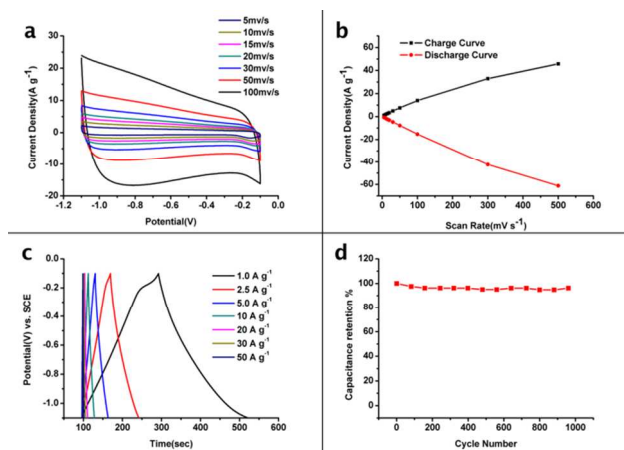 a
5mv/s
10mv/s
15mv/s
20mv/s
30mv/s
50mv/s
100mv/s
30
25
20
15
10
5
0
-5
-10
-15
-20
Current Density(A g⁻¹)
-1.2
-1.0
-0.8
-0.6
-0.4
-0.2
0.0
Potential(V)
b
Charge Curve
Discharge Curve
60
40
20
0
-20
-40
-60
Current Density(A g⁻¹)
0
100
200
300
400
500
600
Scan Rate(mV s⁻¹)
c
1.0 A g⁻¹
2.5 A g⁻¹
5.0 A g⁻¹
10 A g⁻¹
20 A g⁻¹
30 A g⁻¹
50 A g⁻¹
0.0
-0.2
-0.4
-0.6
-0.8
-1.0
Potential(V) vs. SCE
0
100
200
300
400
500
600
Time(sec)
d
120
100
80
60
40
20
0
Capacitance retention %
0
200
400
600
800
1000
Cycle Number